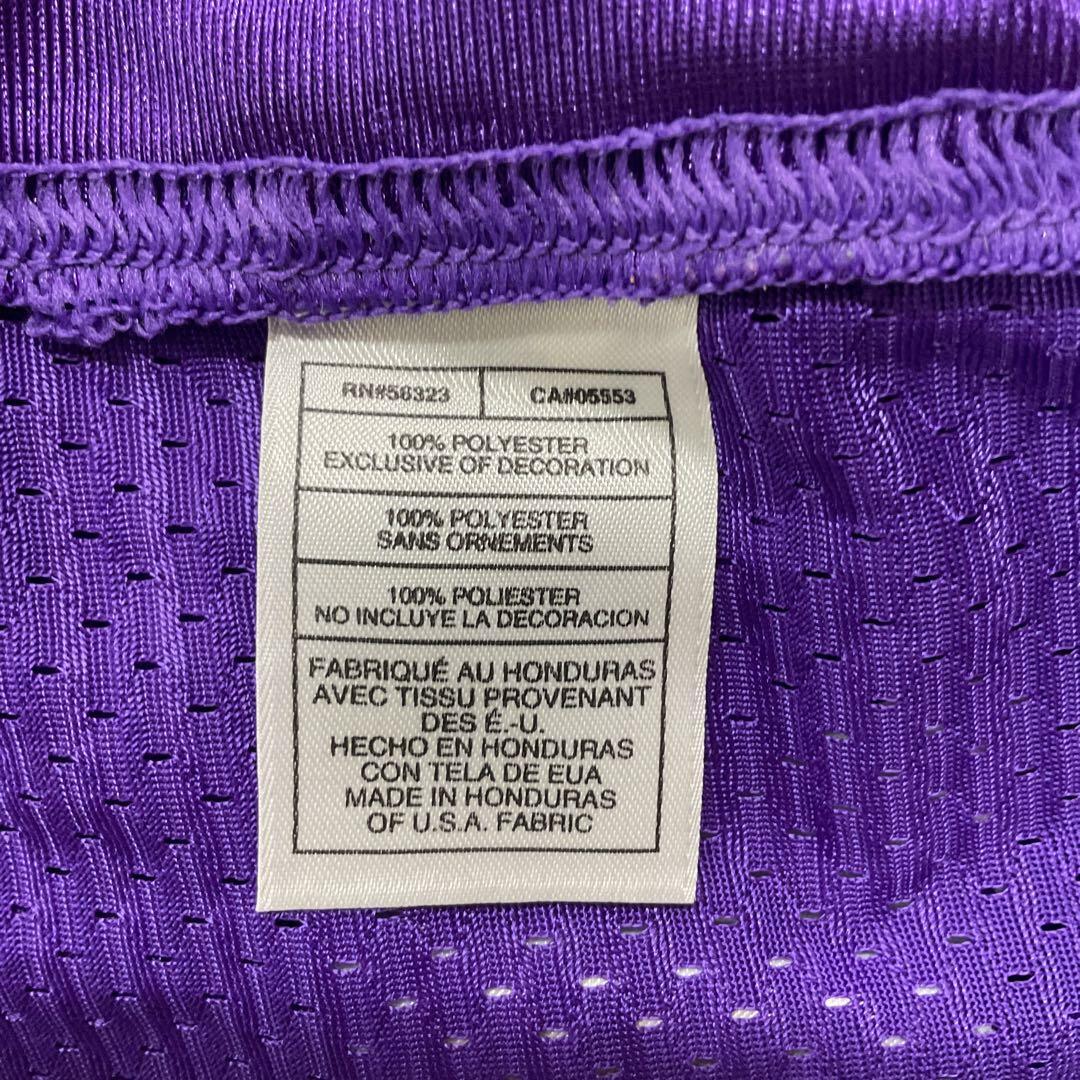 RN#56323 CA#05553
100% POLYESTER
EXCLUSIVE OF DECORATION
100% POLYESTER
SANS ORNEMENTS
100% POLIESTER
NO INCLUYE LA DECORACION
FABRIQUÉ AU HONDURAS
AVEC TISSU PROVENANT
DES É.-U.
HECHO EN HONDURAS
CON TELA DE EUA
MADE IN HONDURAS
OF U.S.A. FABRIC